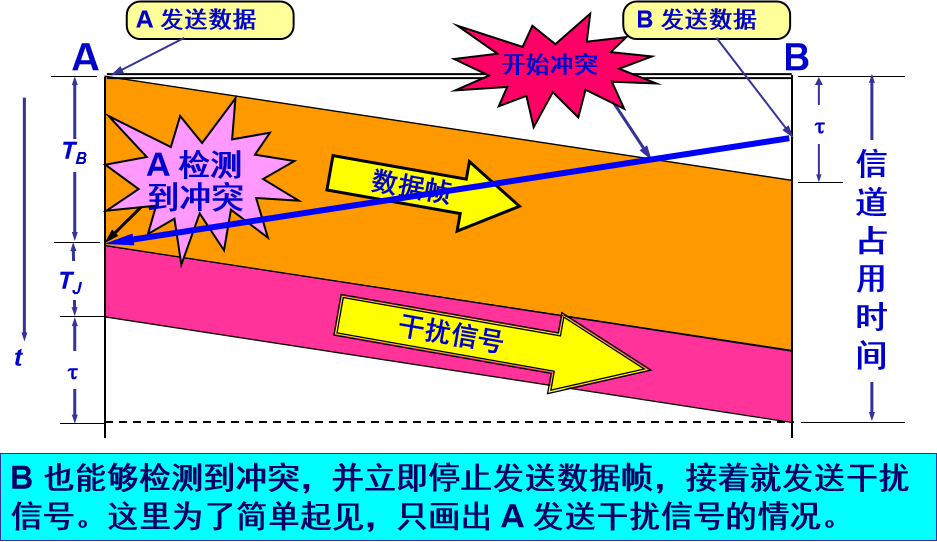 A 发送数据
B 发送数据
A
B
开始冲突
T_B
A 检测
到冲突
数据帧
τ
信道占用时间
T_J
干扰信号
t
τ
B 也能够检测到冲突，并立即停止发送数据帧，接着就发送干扰
信号。这里为了简单起见，只画出 A 发送干扰信号的情况。